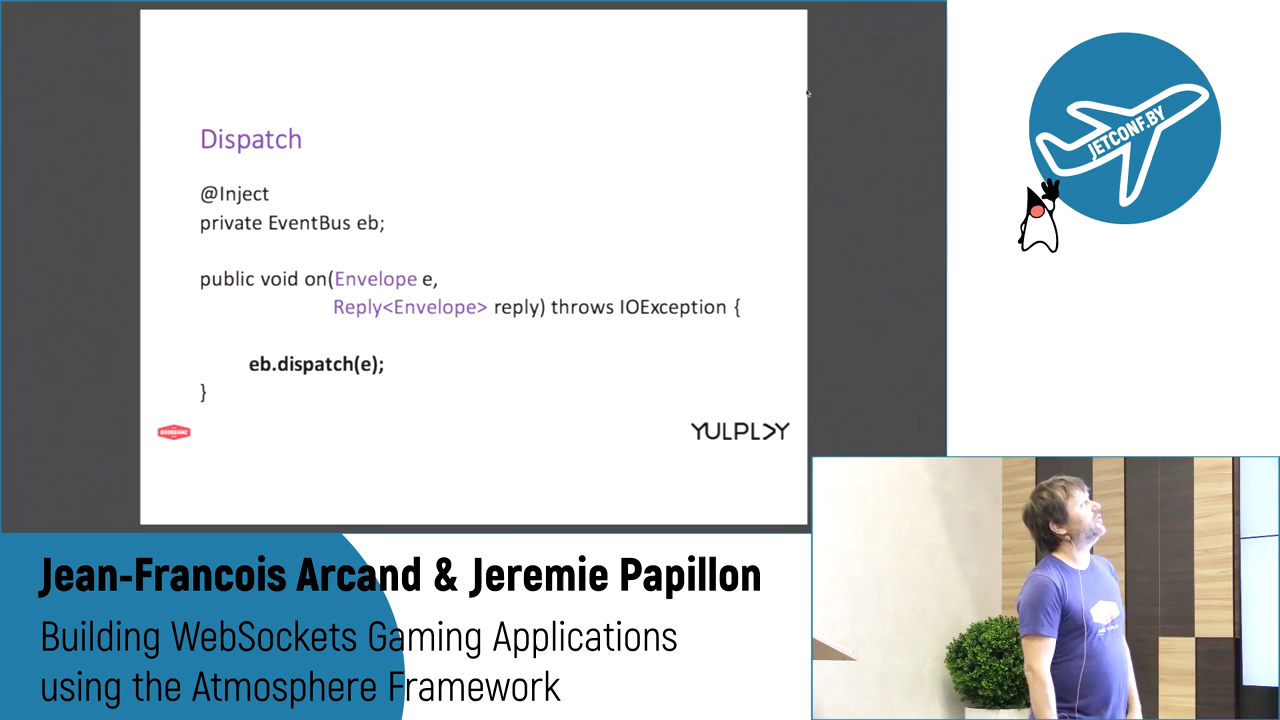 Dispatch
@Inject
private EventBus eb;
public void on(Envelope e,
Reply<Envelope> reply) throws IOException {
eb.dispatch(e);
}
YULPLAY
JETCONF.BY
Jean-Francois Arcand & Jeremie Papillon
Building WebSockets Gaming Applications
using the Atmosphere Framework